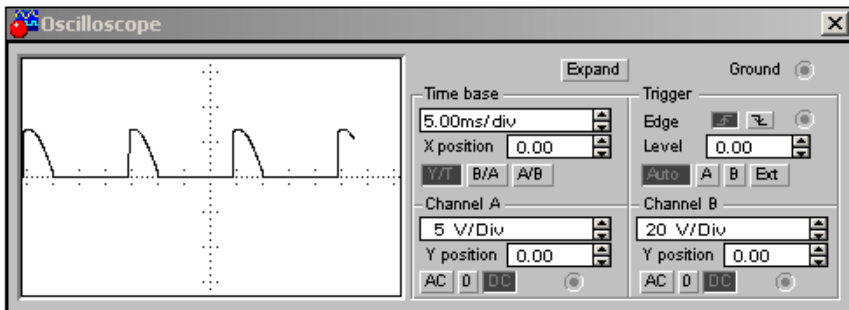 Oscilloscope
Expand Ground
Time base
5.00ms/div
X position 0.00
Y/T B/A A/B
Trigger
Edge
Level 0.00
Auto A B Ext
Channel A
5 V/Div
Y position 0.00
AC 0 DC
Channel B
20 V/Div
Y position 0.00
AC 0 DC